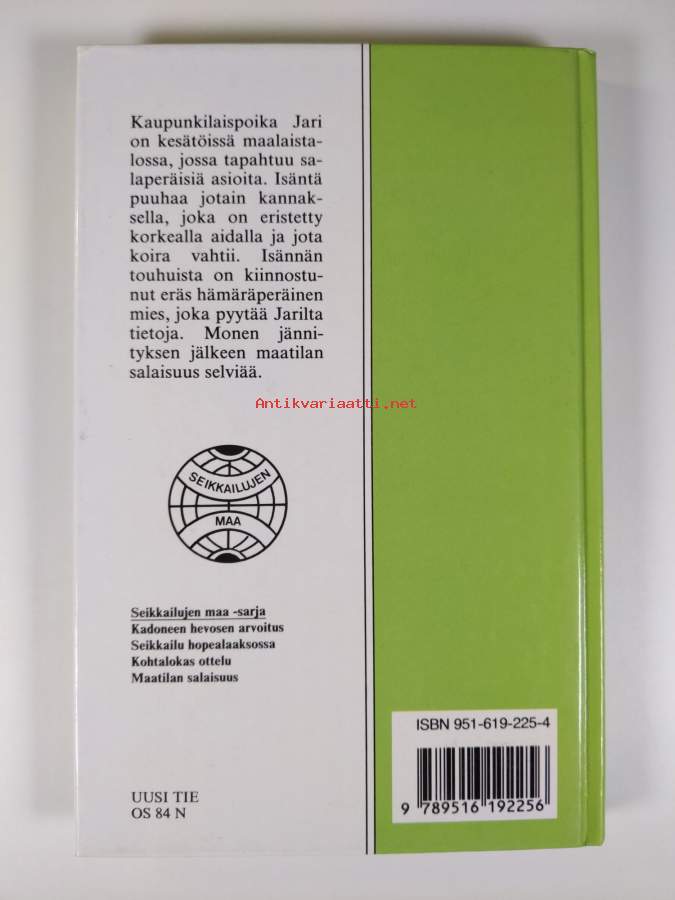 Kaupunkilaispoika Jari
on kesätöissä maalaista-
lossa, jossa tapahtuu sa-
laperäisiä asioita. Isäntä
puuhaa jotain kannak-
sella, joka on eristetty
korkealla aidalla ja jota
koira vahtii. Isännän
touhuista on kiinnostu-
nut eräs hämäräperäinen
mies, joka pyytää Jarilta
tietoja. Monen jänni-
tyksen jälkeen maatilan
salaisuus selviää.
Antikvariaatti.net
SEIKKAILUJEN
MAA
Seikkailujen maa -sarja
Kadoneen hevosen arvoitus
Seikkailu hopealaaksossa
Kohtalokas ottelu
Maatilan salaisuus
ISBN 951-619-225-4
9 789516 192256
UUSI TIE
OS 84 N